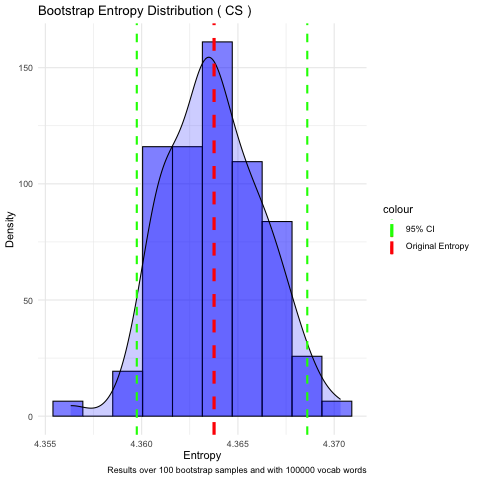 Bootstrap Entropy Distribution ( CS )
150
100
50
0
Density
4.355
4.360
4.365
4.370
Entropy
Results over 100 bootstrap samples and with 100000 vocab words
colour
95% CI
Original Entropy